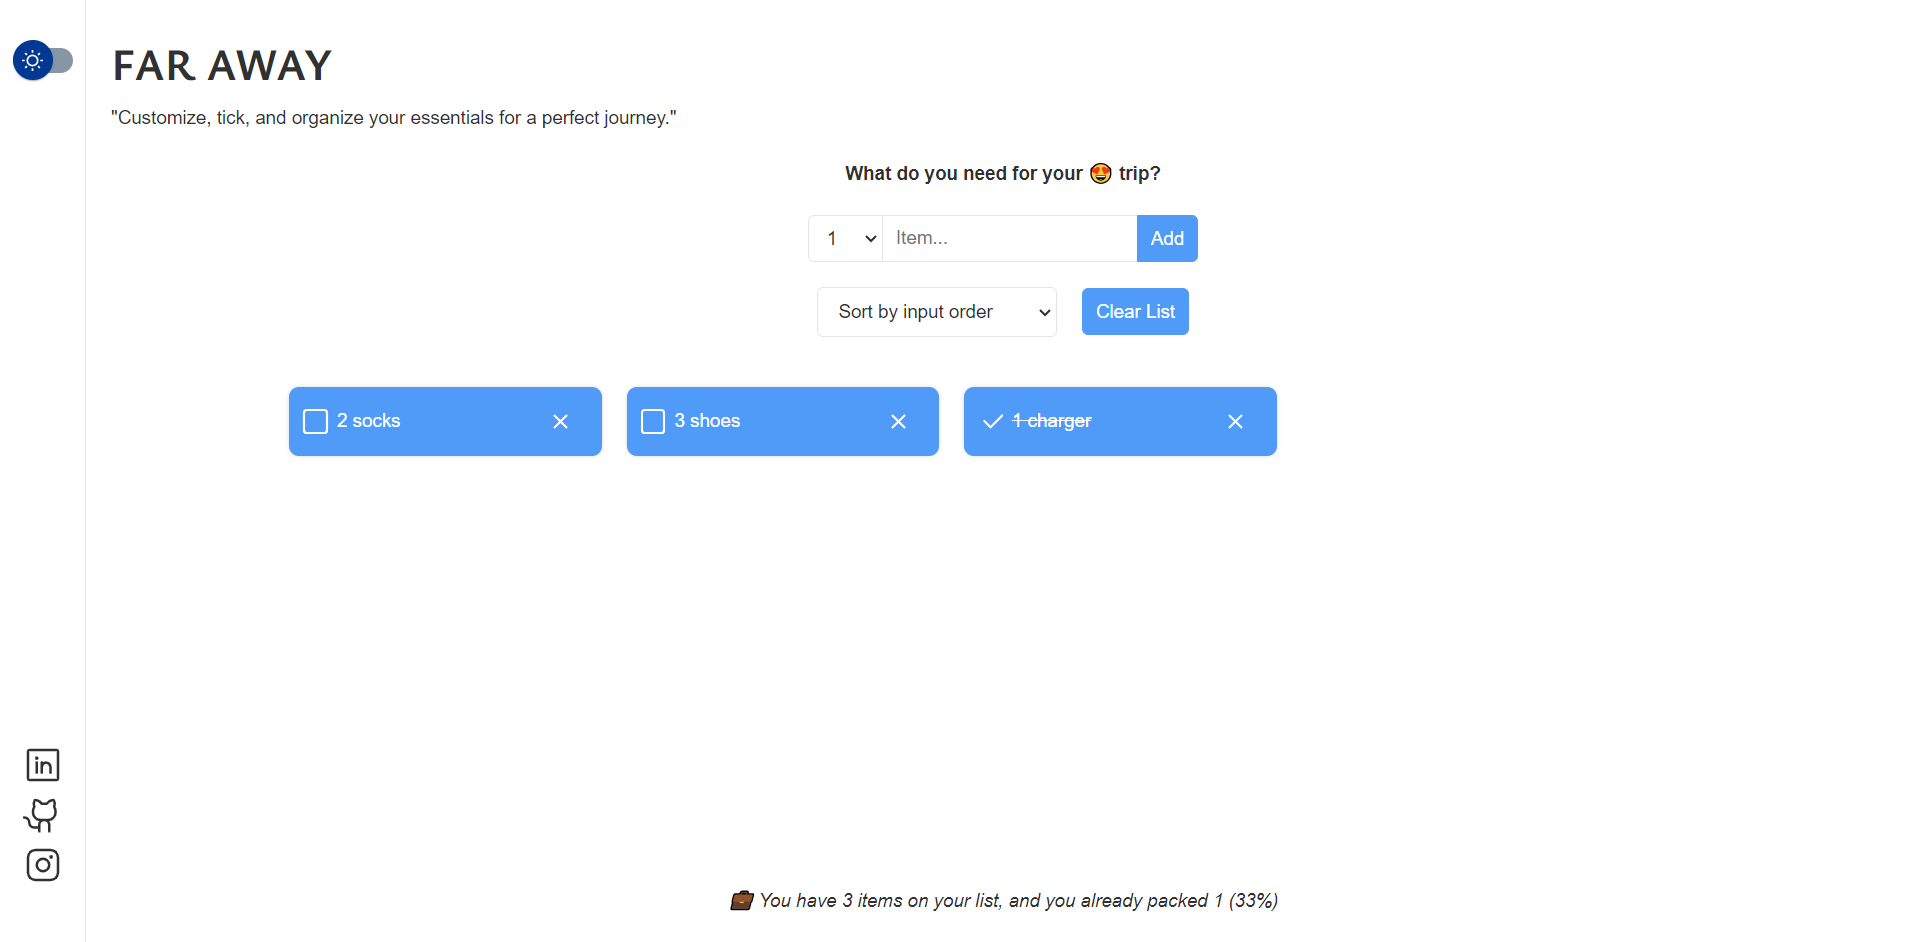 FAR AWAY
"Customize, tick, and organize your essentials for a perfect journey."
What do you need for your 😍 trip?
1 Item... Add
Sort by input order Clear List
2 socks 3 shoes 1 charger
in
💼 You have 3 items on your list, and you already packed 1 (33%)